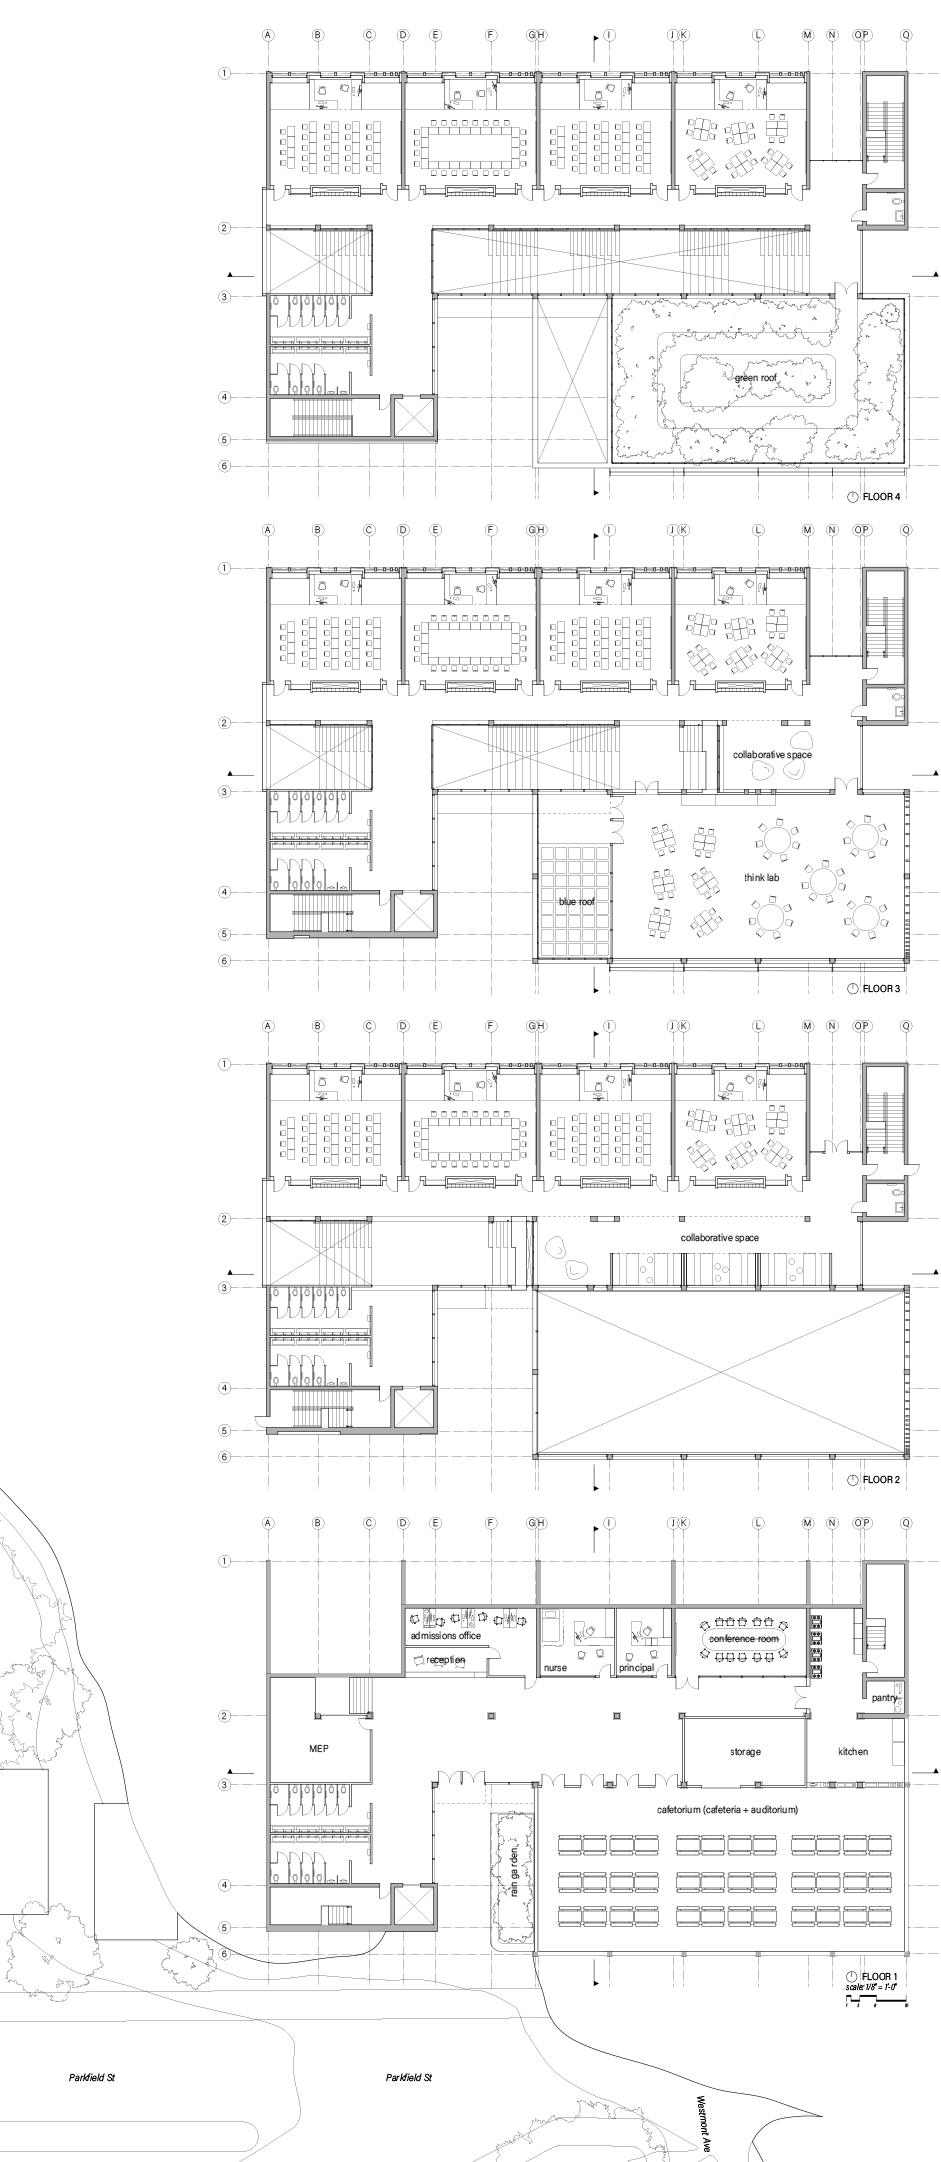 A B C D E F G H I J K L M N O P Q
1
2
3
green roof
4
5
6
FLOOR 4
A B C D E F G H I J K L M N O P Q
1
2
collaborative space
3
think lab
4
blue roof
5
6
FLOOR 3
A B C D E F G H I J K L M N O P Q
1
2
collaborative space
3
4
5
6
FLOOR 2
A B C D E F G H I J K L M N O P Q
1
admissions office
conference room
reception
nurse
principal
pantry
2
MEP
storage
kitchen
3
cafetorium (cafeteria + auditorium)
rain garden
4
5
6
FLOOR 1
scale: 1/8" = 1'-0"
Parkfield St
Parkfield St
Westmont Ave